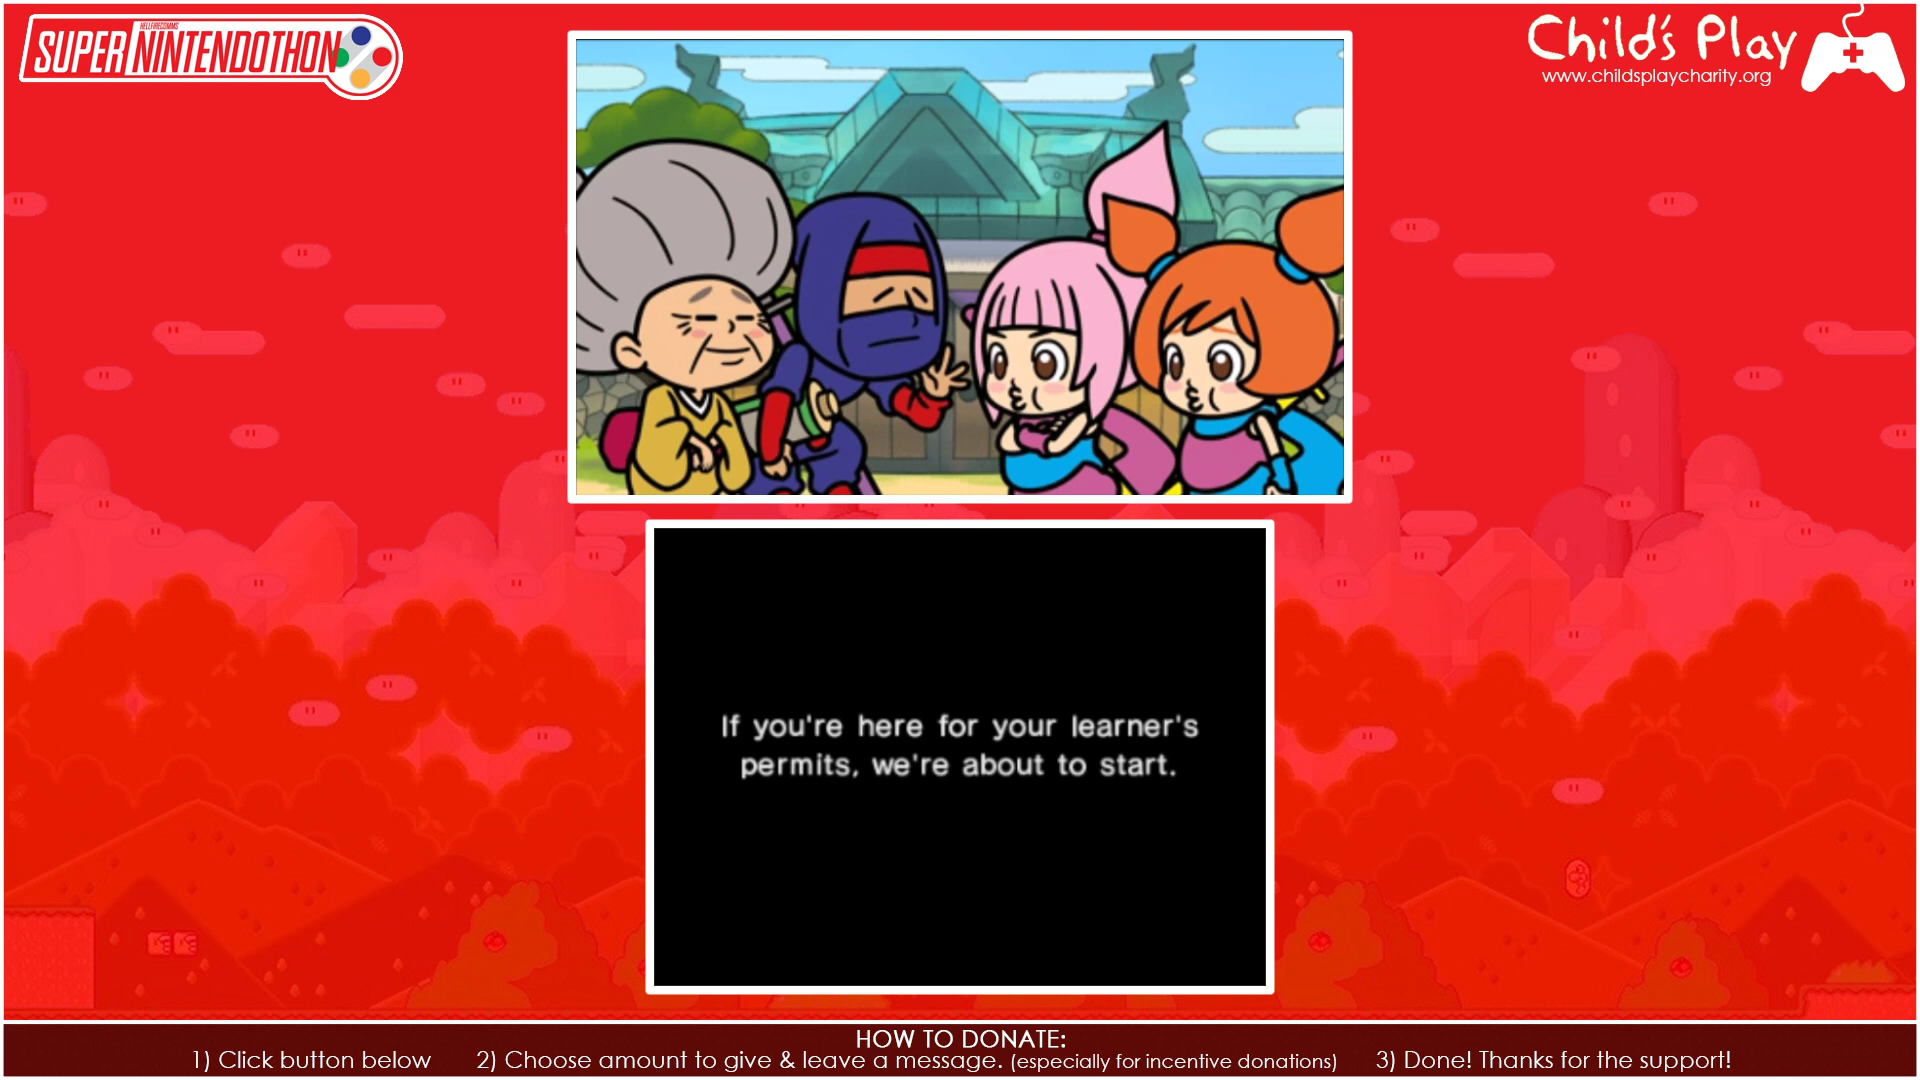 HELLFIRECOMMS
SUPER NINTENDOTHON
Child's Play
www.childsplaycharity.org
If you're here for your learner's
permits, we're about to start.
HOW TO DONATE:
1) Click button below 2) Choose amount to give & leave a message. (especially for incentive donations) 3) Done! Thanks for the support!